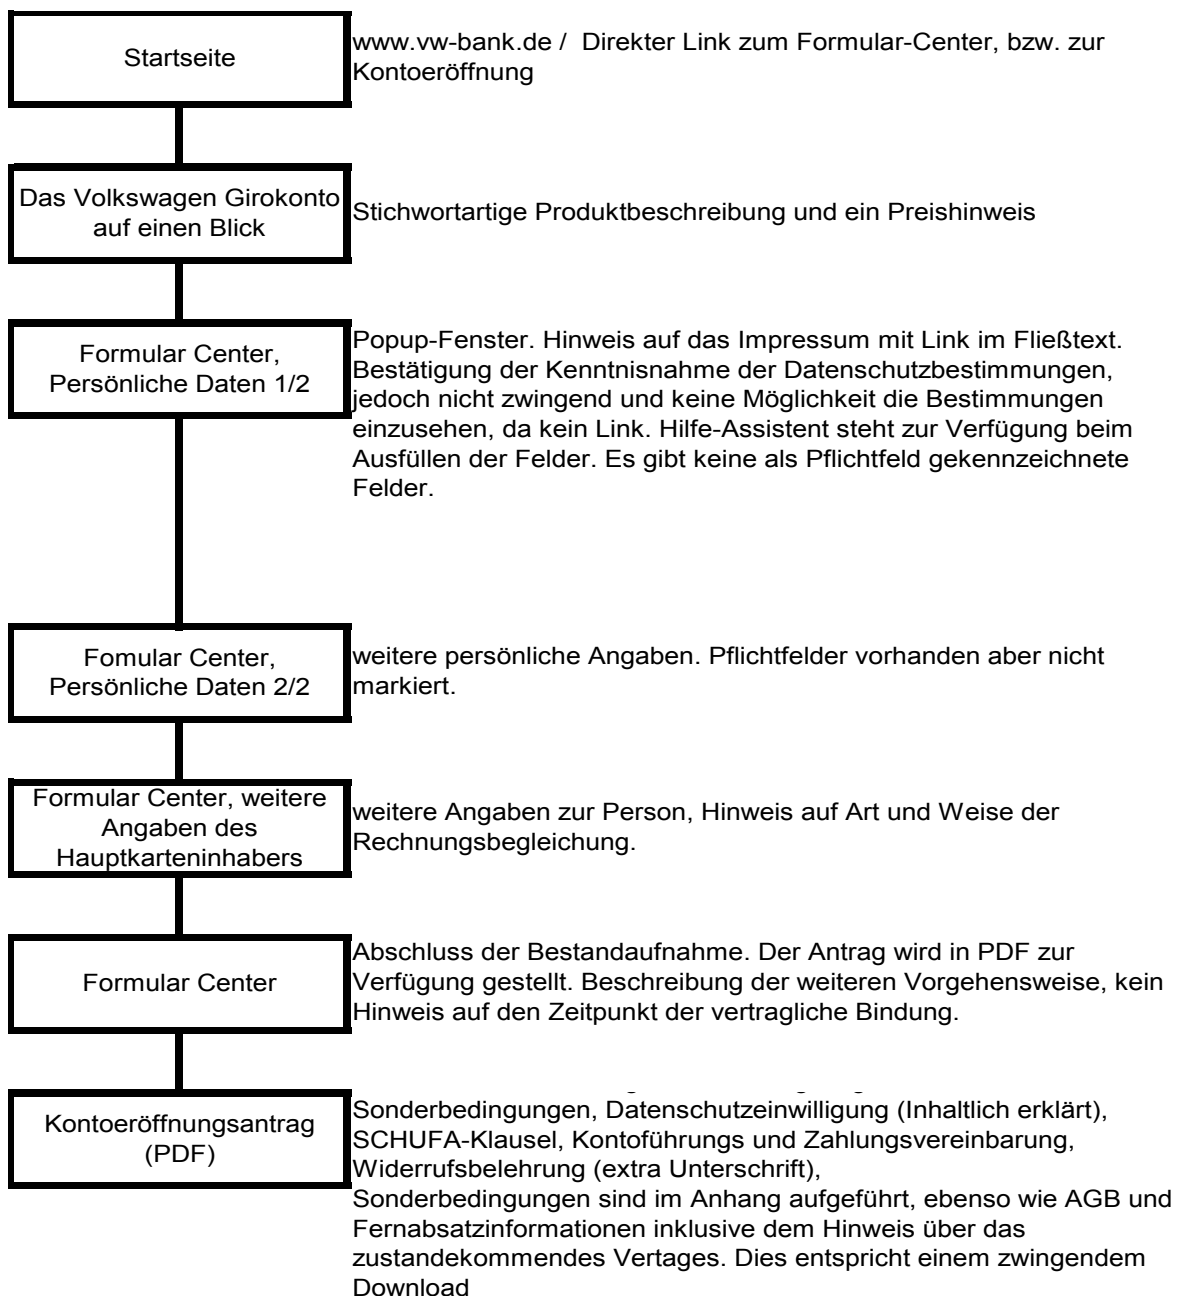 Startseite
www.vw-bank.de / Direkter Link zum Formular-Center, bzw. zur
Kontoeröffnung
Das Volkswagen Girokonto
auf einen Blick
Stichwortartige Produktbeschreibung und ein Preishinweis
Formular Center,
Persönliche Daten 1/2
Popup-Fenster. Hinweis auf das Impressum mit Link im Fließtext.
Bestätigung der Kenntnisnahme der Datenschutzbestimmungen,
jedoch nicht zwingend und keine Möglichkeit die Bestimmungen
einzusehen, da kein Link. Hilfe-Assistent steht zur Verfügung beim
Ausfüllen der Felder. Es gibt keine als Pflichtfeld gekennzeichnete
Felder.
Fomular Center,
Persönliche Daten 2/2
weitere persönliche Angaben. Pflichtfelder vorhanden aber nicht
markiert.
Formular Center, weitere
Angaben des
Hauptkarteninhabers
weitere Angaben zur Person, Hinweis auf Art und Weise der
Rechnungsbegleichung.
Formular Center
Abschluss der Bestandaufnahme. Der Antrag wird in PDF zur
Verfügung gestellt. Beschreibung der weiteren Vorgehensweise, kein
Hinweis auf den Zeitpunkt der vertragliche Bindung.
Kontoeröffnungsantrag
(PDF)
Sonderbedingungen, Datenschutzeinwilligung (Inhaltlich erklärt),
SCHUFA-Klausel, Kontoführungs und Zahlungsvereinbarung,
Widerrufsbelehrung (extra Unterschrift),
Sonderbedingungen sind im Anhang aufgeführt, ebenso wie AGB und
Fernabsatzinformationen inklusive dem Hinweis über das
zustandekommendes Vertages. Dies entspricht einem zwingendem
Download